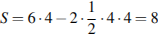 S = 6 · 4 − 2 · 1/2 · 4 · 4 = 8